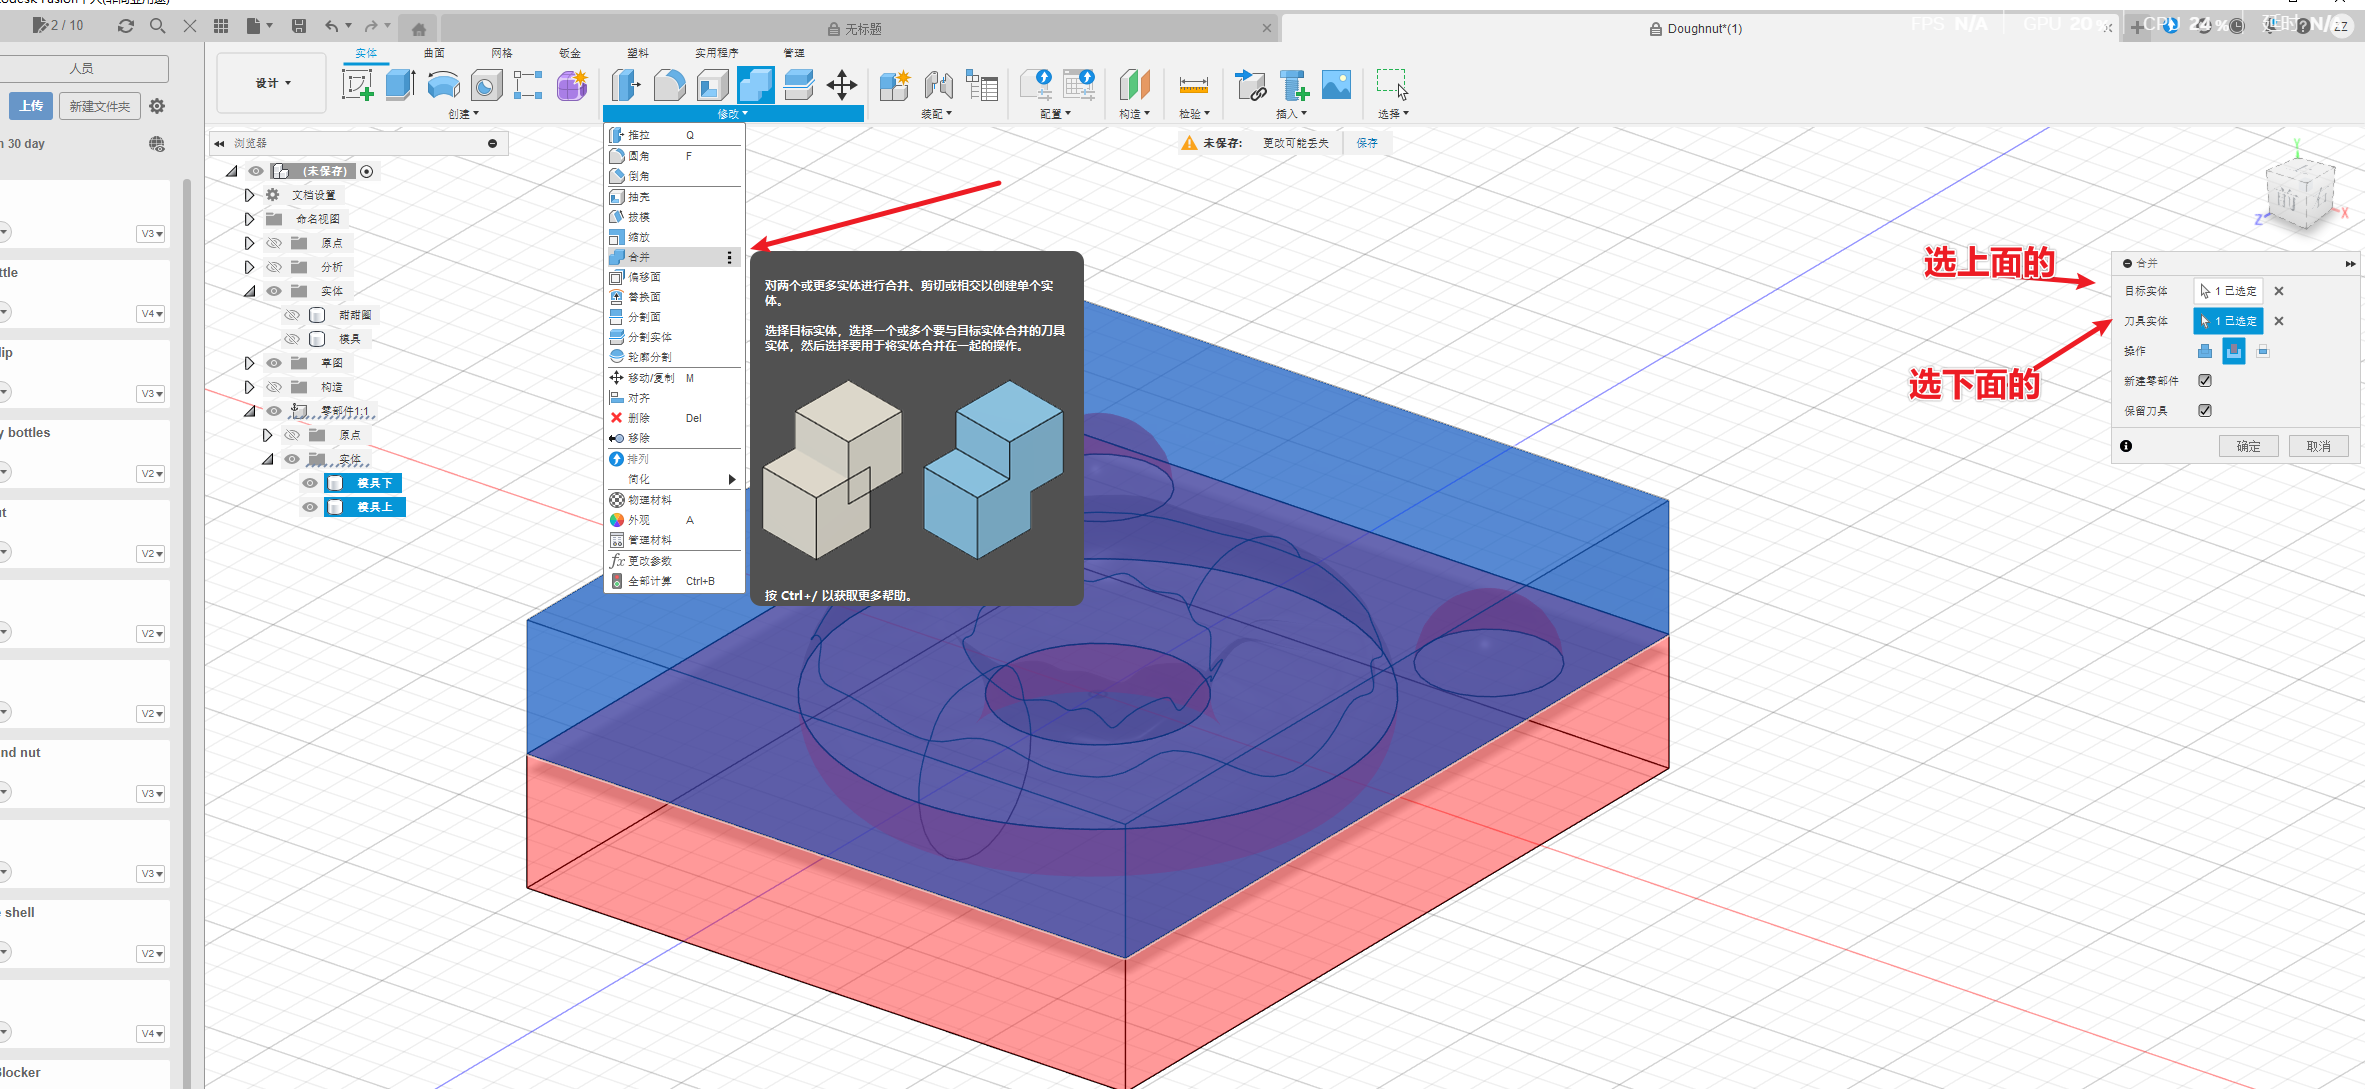 2 / 10
无标题
Doughnut*(1)
FPS N/A
GPU 20 %
CPU 24 %
延时 N/
ZZ
人员
上传
新建文件夹
n 30 day
V3
ttle
V4
lip
V3
y bottles
V2
ut
V2
V2
V2
nd nut
V3
V3
e shell
V2
V4
Blocker
设计
实体
曲面
网格
钣金
塑料
实用程序
管理
创建
修改
装配
配置
构造
检验
插入
选择
浏览器
(未保存)
文档设置
命名视图
原点
分析
实体
甜甜圈
模具
草图
构造
零部件1:1
原点
实体
模具下
模具上
推拉 Q
圆角 F
倒角
抽壳
拔模
缩放
合并
偏移面
替换面
分割面
分割实体
轮廓分割
移动/复制 M
对齐
删除 Del
移除
排列
简化
物理材料
外观 A
管理材料
更改参数
全部计算 Ctrl+B
对两个或更多实体进行合并、剪切或相交以创建单个实
体。
选择目标实体，选择一个或多个要与目标实体合并的刀具
实体，然后选择要用于将实体合并在一起的操作。
按 Ctrl+/ 以获取更多帮助。
未保存: 更改可能丢失 保存
Y
Z
X
选上面的
选下面的
合并
目标实体 1 已选定
刀具实体 1 已选定
操作
新建零部件
保留刀具
确定
取消